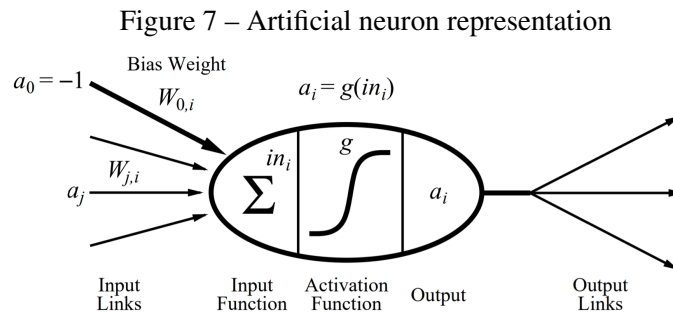 Figure 7 – Artificial neuron representation
Bias Weight
a₀ = −1
W₀,ᵢ
aᵢ = g(inᵢ)
inᵢ
g
Wⱼ,ᵢ
aⱼ
Σ
aᵢ
Input Links
Input Function
Activation Function
Output
Output Links